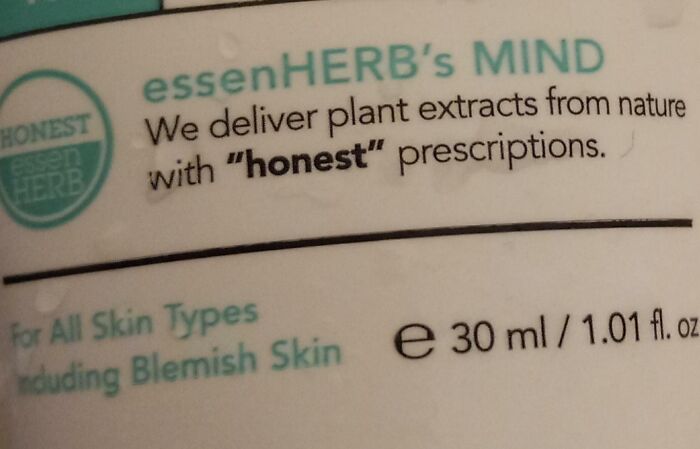 essenHERB's MIND
We deliver plant extracts from nature
with "honest" prescriptions.
HONEST
essen
HERB
For All Skin Types
Including Blemish Skin
℮ 30 ml / 1.01 fl. oz